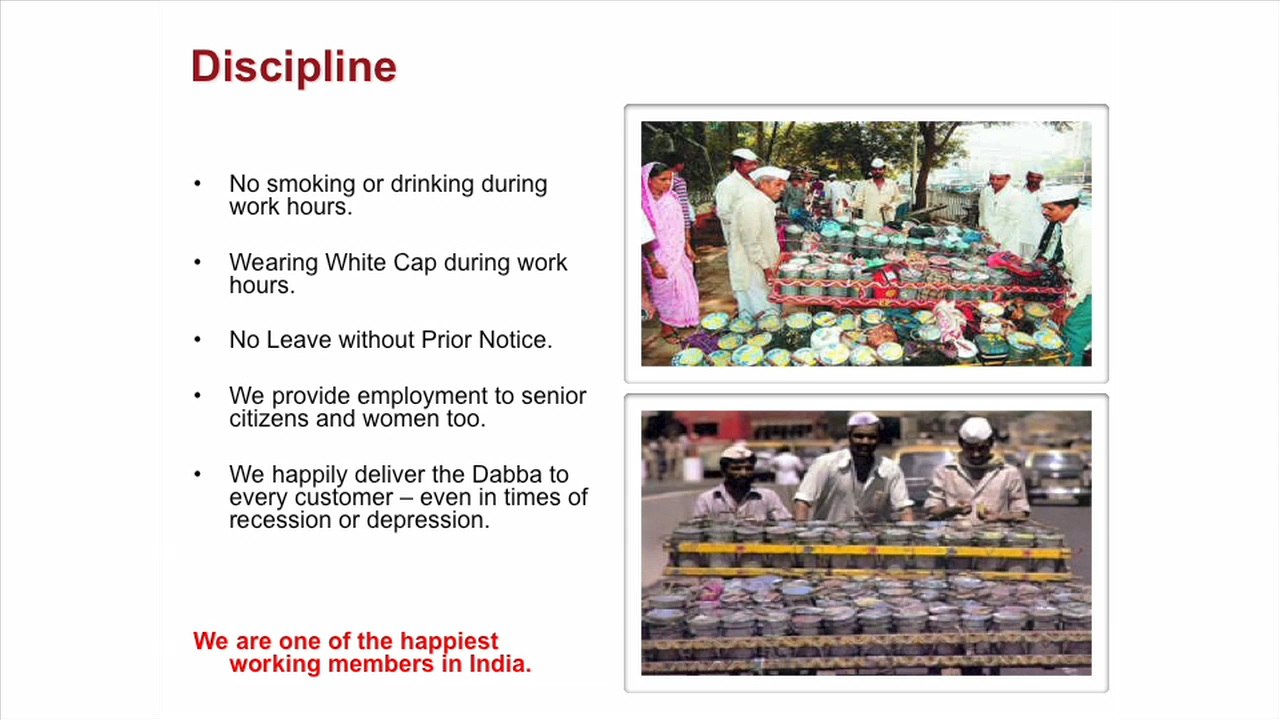 Discipline
• No smoking or drinking during
work hours.
• Wearing White Cap during work
hours.
• No Leave without Prior Notice.
• We provide employment to senior
citizens and women too.
• We happily deliver the Dabba to
every customer – even in times of
recession or depression.
We are one of the happiest
working members in India.